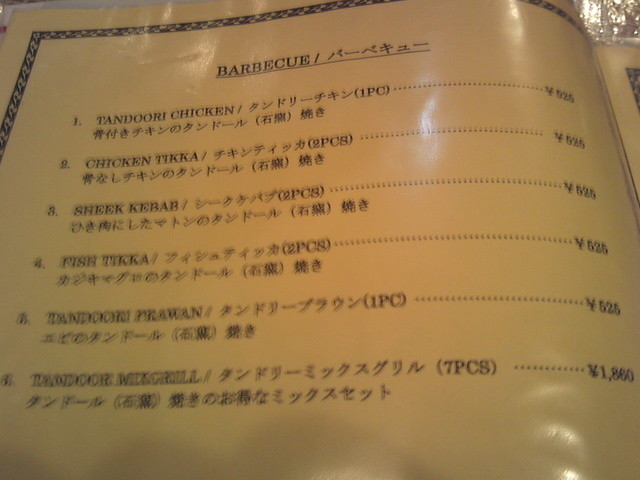 BARBECUE / バーベキュー
1. TANDOORI CHICKEN / タンドリーチキン(1PC) ¥525
骨付きチキンのタンドール (石窯) 焼き
2. CHICKEN TIKKA / チキンティッカ(2PCS) ¥525
骨なしチキンのタンドール (石窯) 焼き
3. SHEEK KEBAB / シークケバブ(2PCS) ¥525
ひき肉にしたマトンのタンドール (石窯) 焼き
4. FISH TIKKA / フィシュティッカ(2PCS) ¥525
カジキマグロのタンドール (石窯) 焼き
5. TANDOORI PRAWAN / タンドリープラウン(1PC) ¥525
エビのタンドール (石窯) 焼き
6. TANDOOR MIXGRILL / タンドリーミックスグリル (7PCS) ¥1,860
タンドール (石窯) 焼きのお得なミックスセット